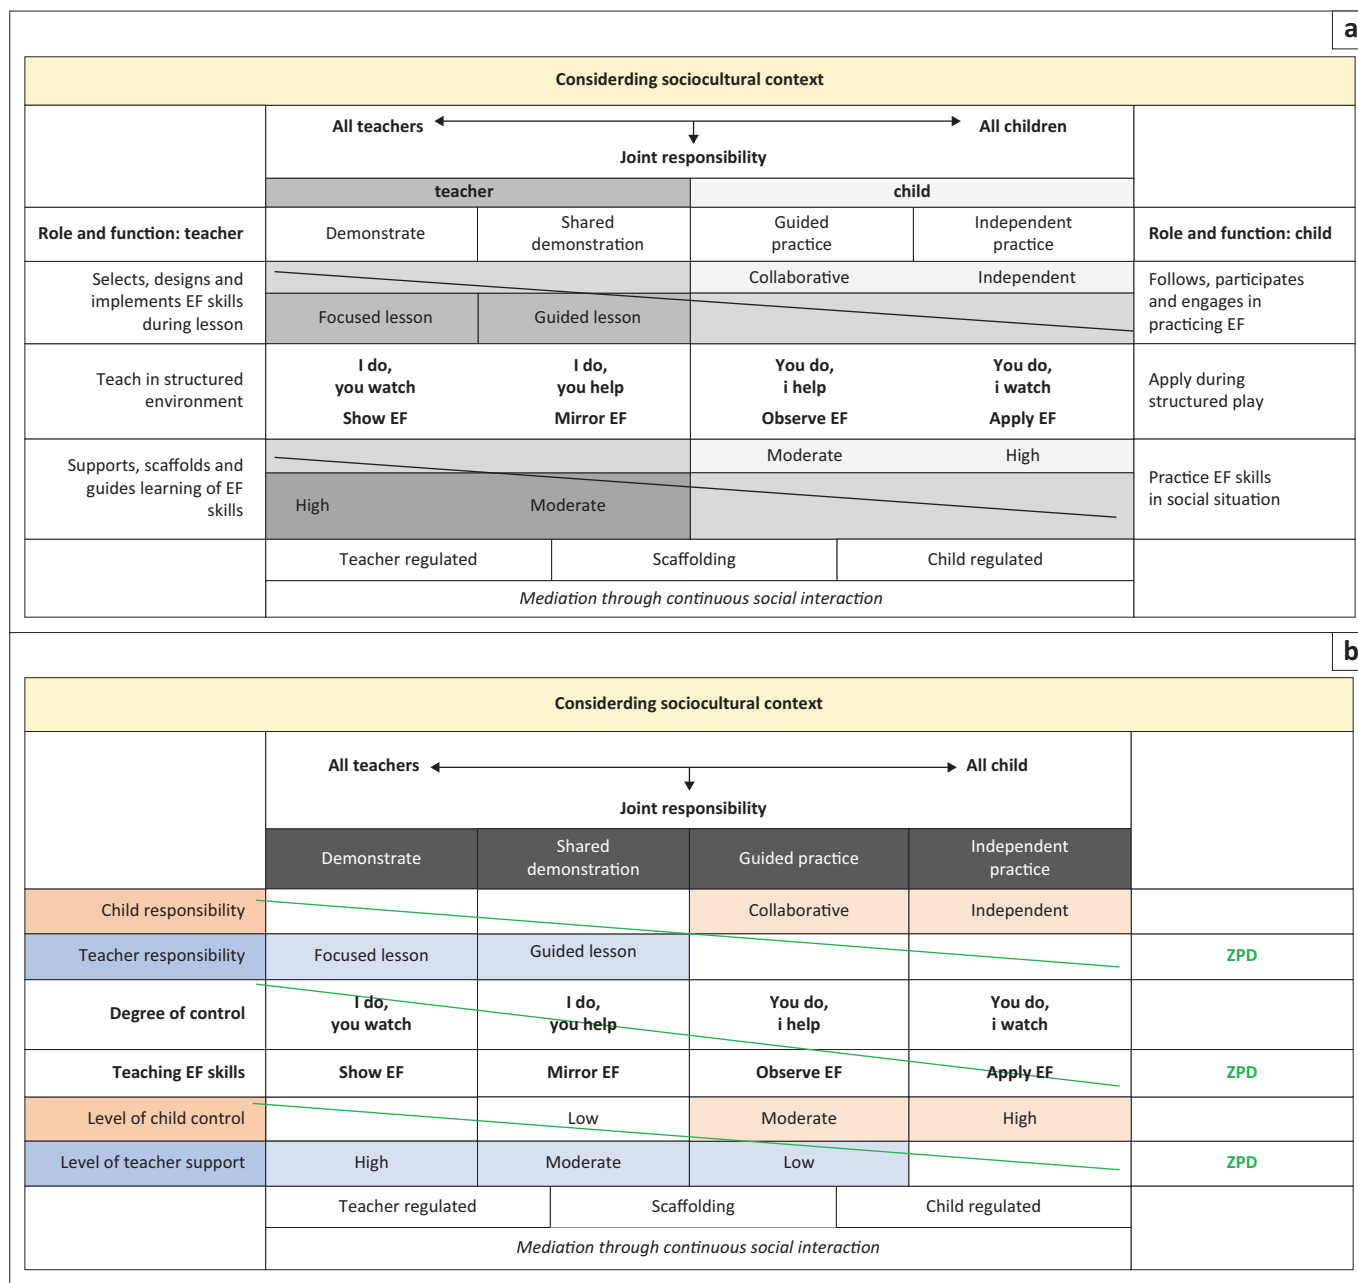 a
Considerding sociocultural context
All teachers
All children
Joint responsibility
teacher
child
Role and function: teacher
Demonstrate
Shared
demonstration
Guided
practice
Independent
practice
Role and function: child
Selects, designs and
implements EF skills
during lesson
Collaborative
Independent
Focused lesson
Guided lesson
Follows, participates
and engages in
practicing EF
Teach in structured
environment
I do,
you watch
Show EF
I do,
you help
Mirror EF
You do,
i help
Observe EF
You do,
i watch
Apply EF
Apply during
structured play
Supports, scaffolds and
guides learning of EF
skills
Moderate
High
High
Moderate
Practice EF skills
in social situation
Teacher regulated
Scaffolding
Child regulated
Mediation through continuous social interaction
b
Considerding sociocultural context
All teachers
All child
Joint responsibility
Demonstrate
Shared
demonstration
Guided practice
Independent
practice
Child responsibility
Collaborative
Independent
Teacher responsibility
Focused lesson
Guided lesson
ZPD
Degree of control
I do,
you watch
I do,
you help
You do,
i help
You do,
i watch
Teaching EF skills
Show EF
Mirror EF
Observe EF
Apply EF
ZPD
Level of child control
Low
Moderate
High
Level of teacher support
High
Moderate
Low
ZPD
Teacher regulated
Scaffolding
Child regulated
Mediation through continuous social interaction